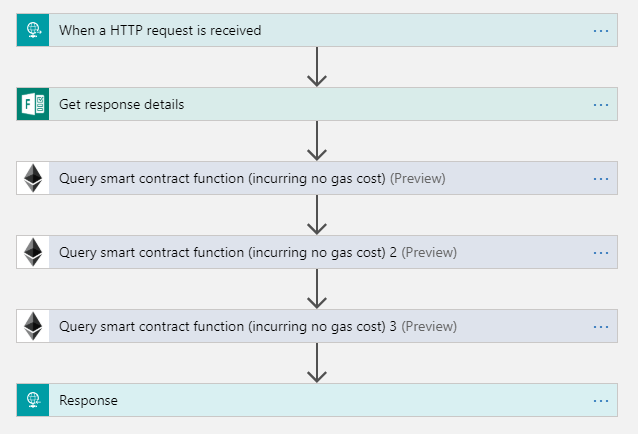 When a HTTP request is received
Get response details
Query smart contract function (incurring no gas cost) (Preview)
Query smart contract function (incurring no gas cost) 2 (Preview)
Query smart contract function (incurring no gas cost) 3 (Preview)
Response